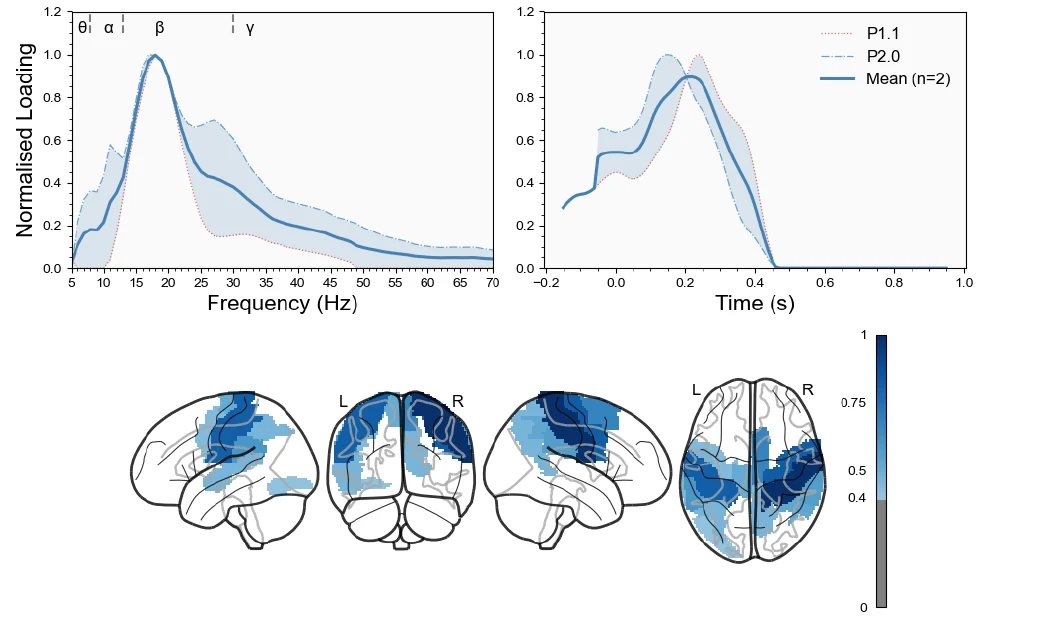 1.2
1.0
0.8
0.6
0.4
0.2
0.0
Normalised Loading
θ α β γ
5 10 15 20 25 30 35 40 45 50 55 60 65 70
Frequency (Hz)
1.2
1.0
0.8
0.6
0.4
0.2
0.0
P1.1
P2.0
Mean (n=2)
−0.2 0.0 0.2 0.4 0.6 0.8 1.0
Time (s)
L R
L R
1
0.75
0.5
0.4
0